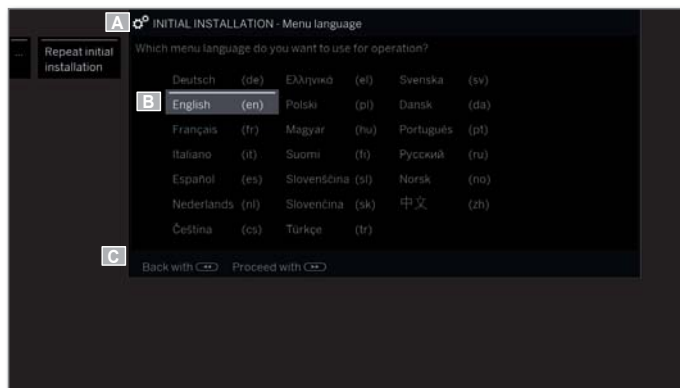 A INITIAL INSTALLATION - Menu language
... Repeat initial
installation
Which menu language do you want to use for operation?
Deutsch (de) Ελληνικά (el) Svenska (sv)
B English (en) Polski (pl) Dansk (da)
Français (fr) Magyar (hu) Português (pt)
Italiano (it) Suomi (fi) Русский (ru)
Español (es) Slovenščina (sl) Norsk (no)
Nederlands (nl) Slovenčina (sk) 中文 (zh)
Čeština (cs) Türkçe (tr)
C
Back with Proceed with